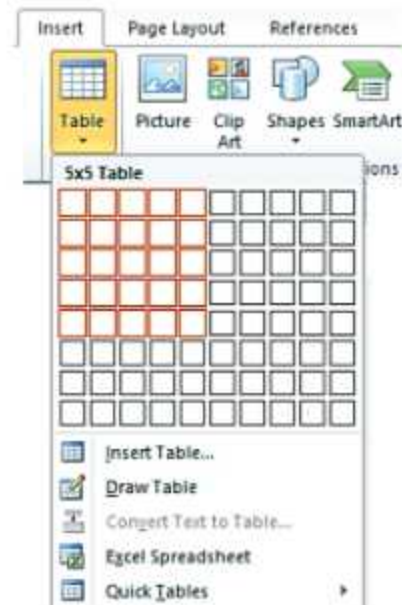 Insert Page Layout References
Table Picture Clip Art Shapes SmartArt
ions
5x5 Table
Insert Table...
Draw Table
Convert Text to Table...
Excel Spreadsheet
Quick Tables